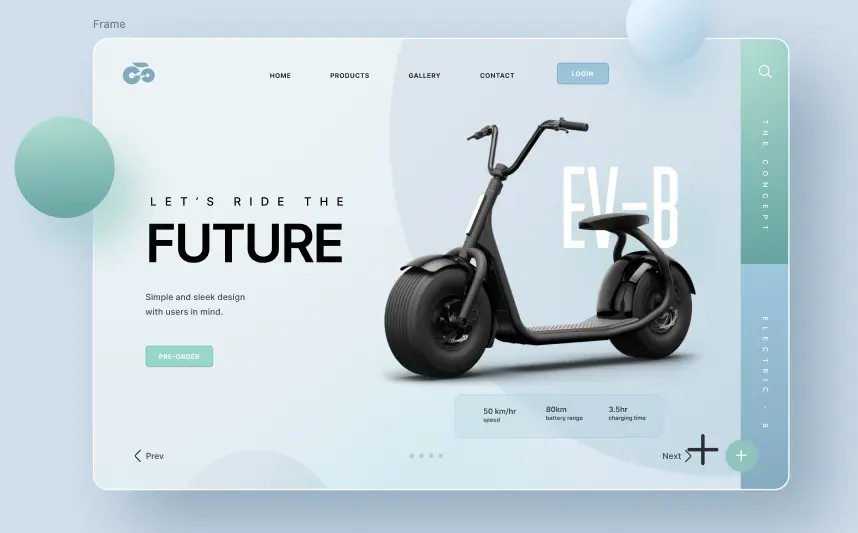 Frame
HOME
PRODUCTS
GALLERY
CONTACT
LOGIN
LET'S RIDE THE
FUTURE
Simple and sleek design
with users in mind.
PRE-ORDER
EV-B
50 km/hr
speed
80km
battery range
3.5hr
charging time
Prev
Next
THE CONCEPT
ELECTRIC - B